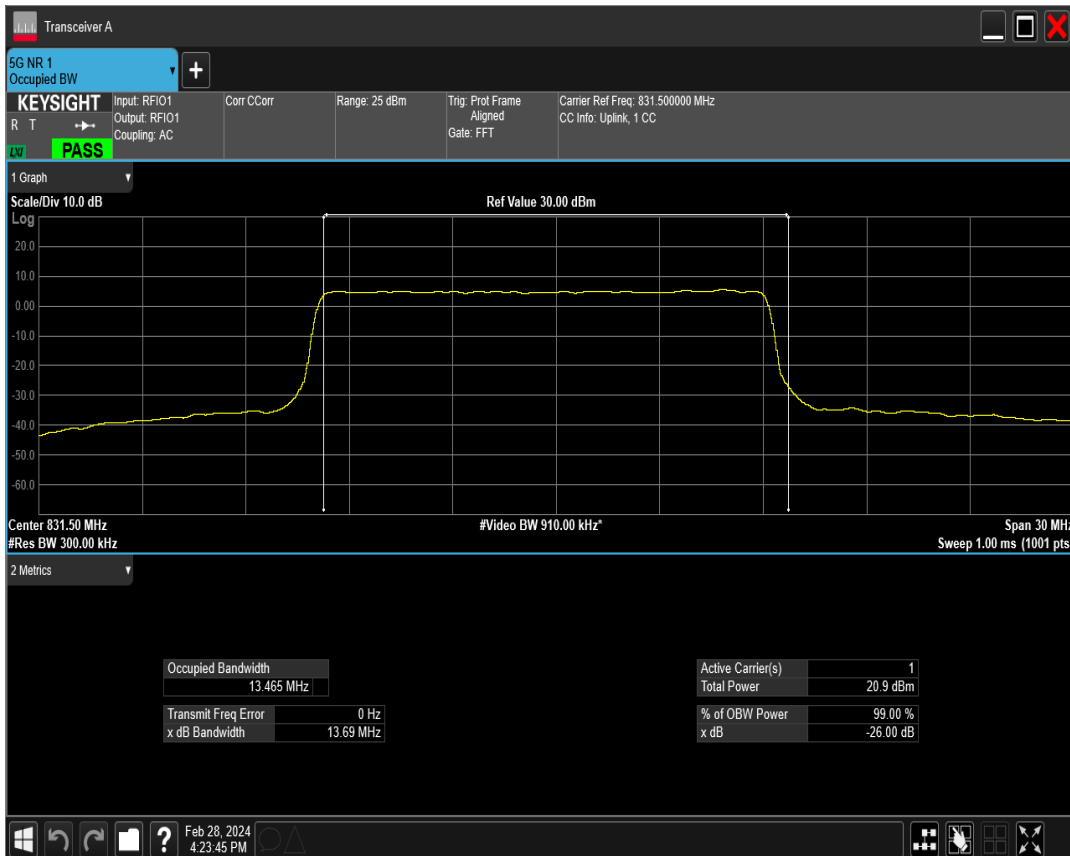 Transceiver A
5G NR 1
Occupied BW
KEYSIGHT
R T
LXI
PASS
Input: RFIO1
Output: RFIO1
Coupling: AC
Corr CCorr
Range: 25 dBm
Trig: Prot Frame
Aligned
Gate: FFT
Carrier Ref Freq: 831.500000 MHz
CC Info: Uplink, 1 CC
1 Graph
Scale/Div 10.0 dB
Ref Value 30.00 dBm
Log
20.0
10.0
0.00
-10.0
-20.0
-30.0
-40.0
-50.0
-60.0
Center 831.50 MHz
#Video BW 910.00 kHz*
Span 30 MHz
#Res BW 300.00 kHz
Sweep 1.00 ms (1001 pts
2 Metrics
Occupied Bandwidth
13.465 MHz
Transmit Freq Error 0 Hz
x dB Bandwidth 13.69 MHz
Active Carrier(s) 1
Total Power 20.9 dBm
% of OBW Power 99.00 %
x dB -26.00 dB
Feb 28, 2024
4:23:45 PM